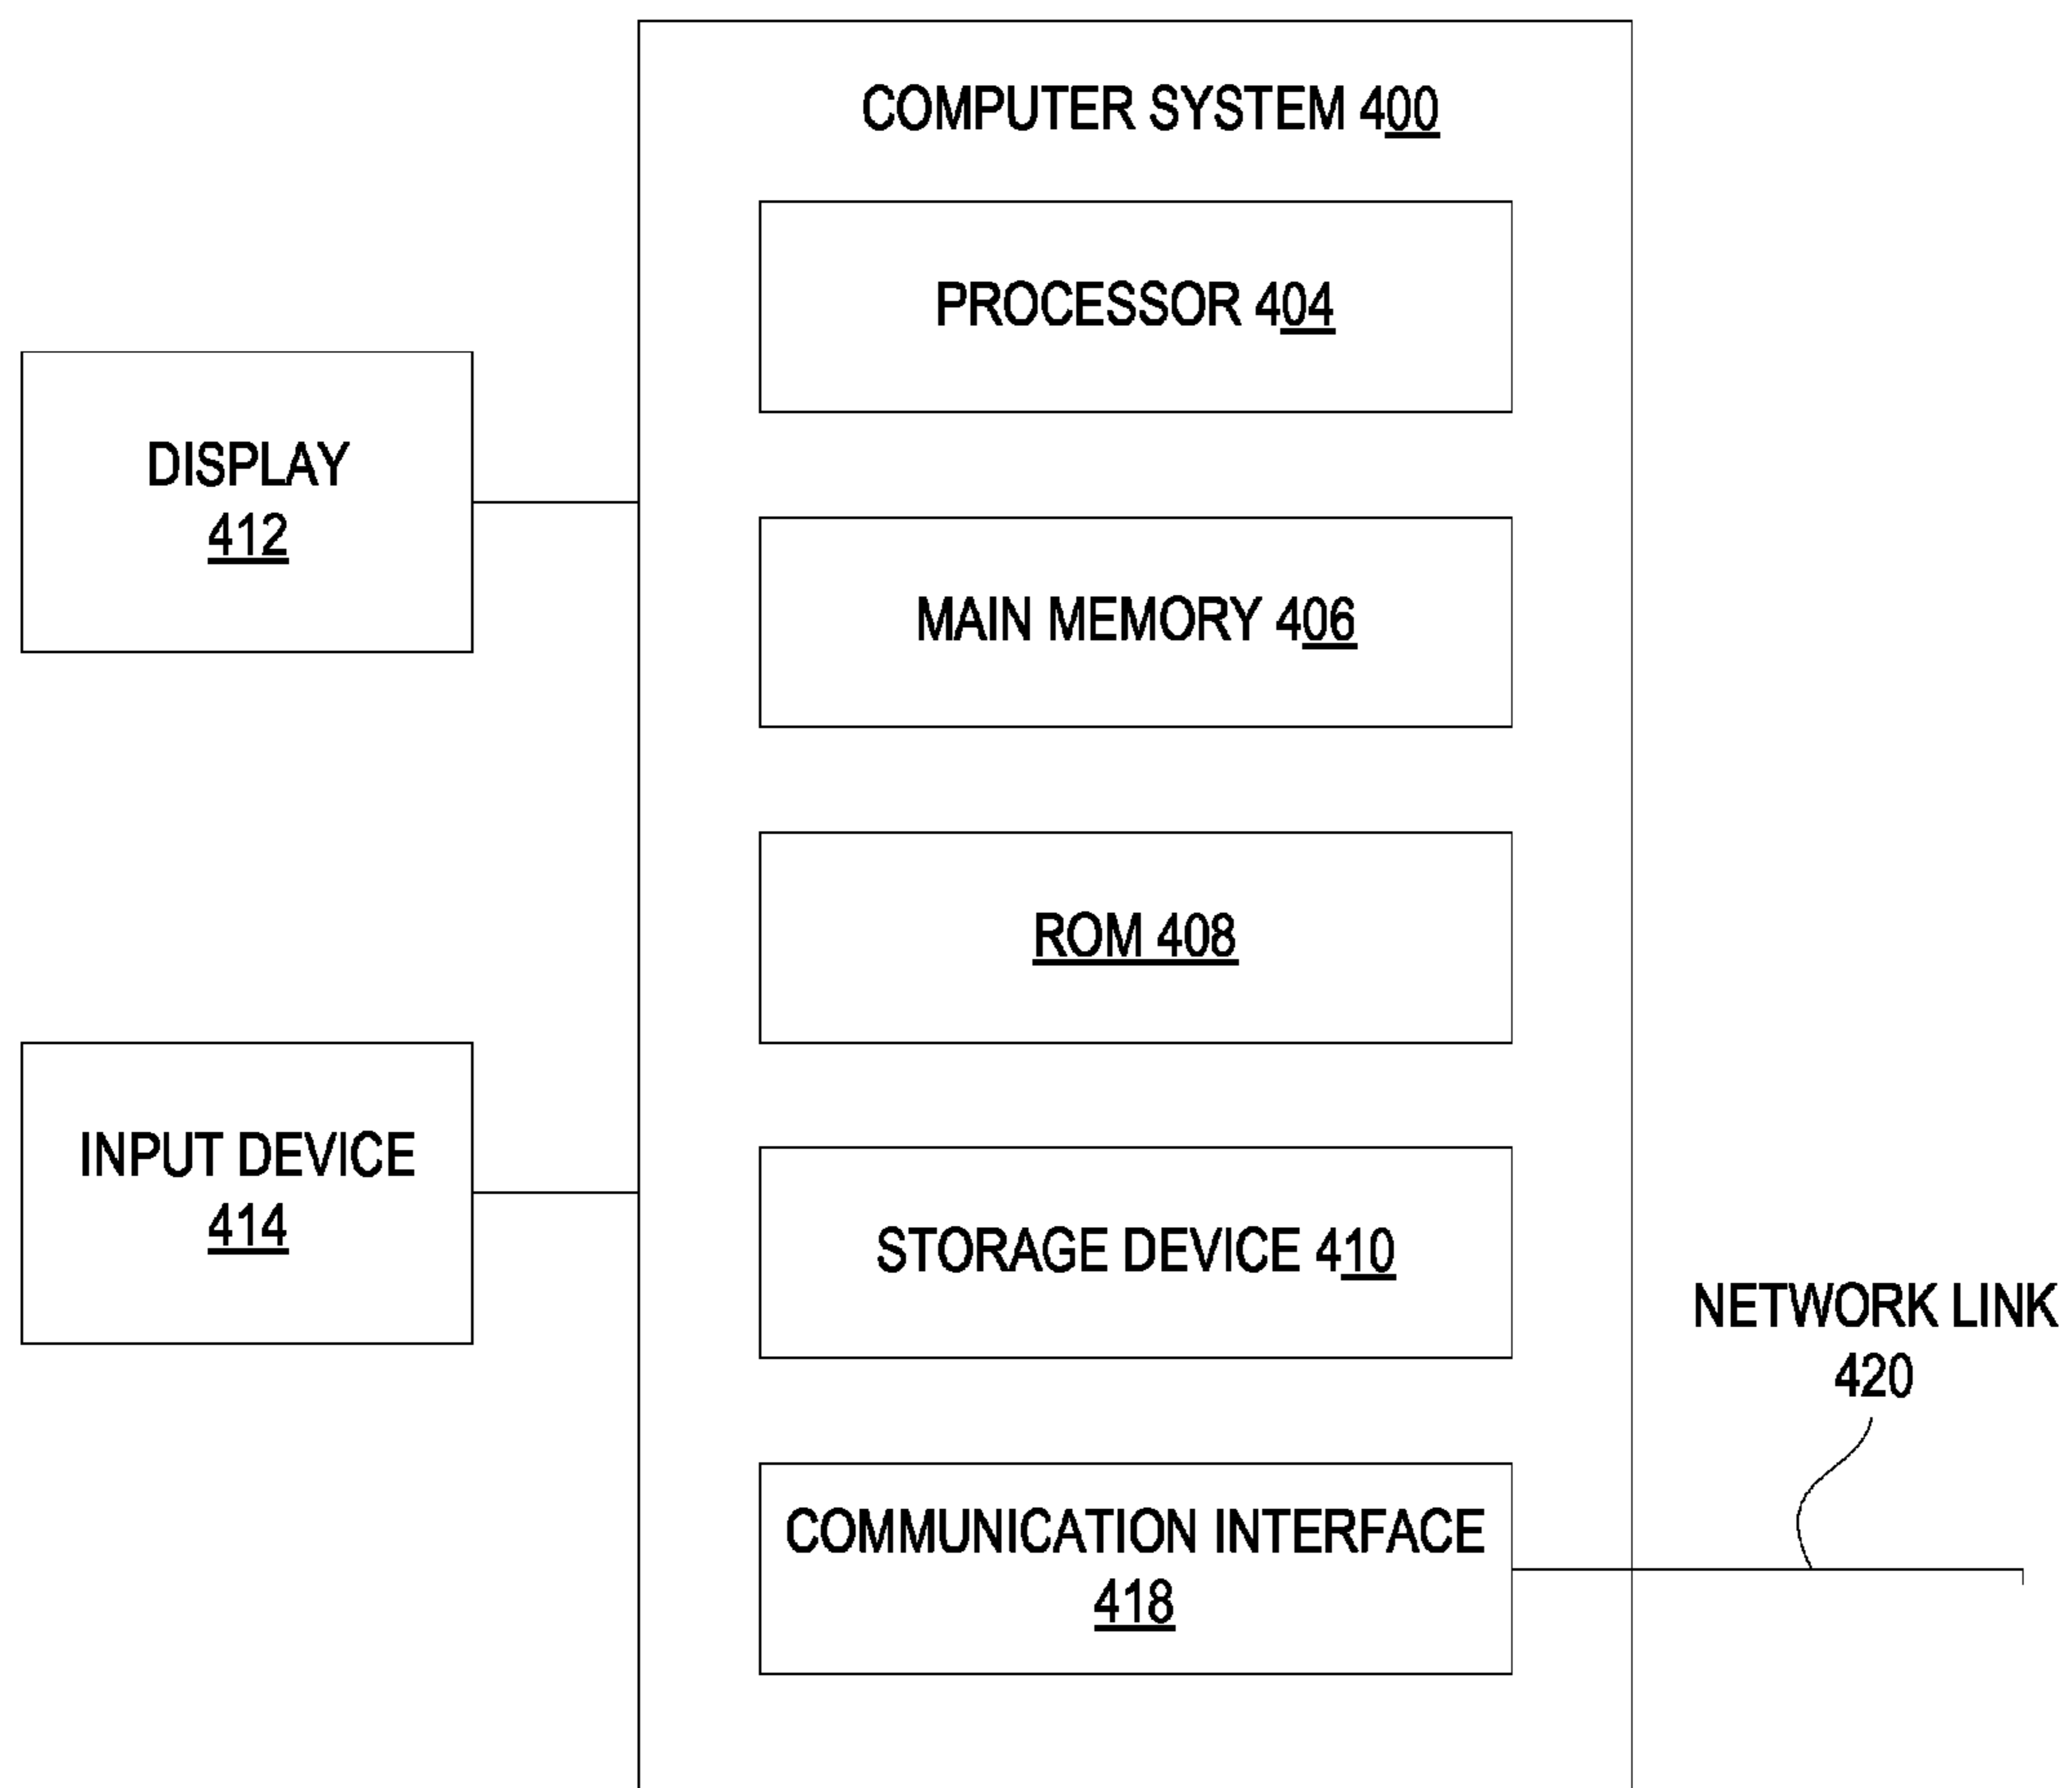 COMPUTER SYSTEM 400
PROCESSOR 404
DISPLAY
412
MAIN MEMORY 406
ROM 408
INPUT DEVICE
414
STORAGE DEVICE 410
NETWORK LINK
420
COMMUNICATION INTERFACE
418